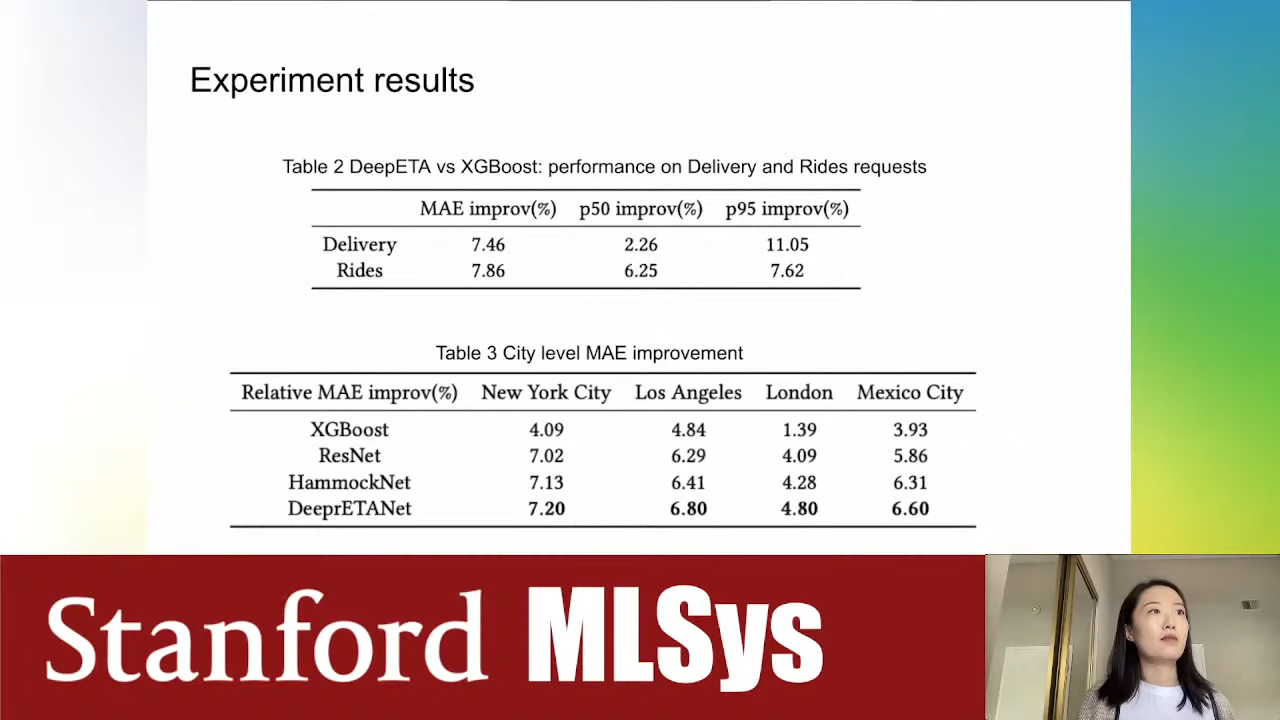 Experiment results
Table 2 DeepETA vs XGBoost: performance on Delivery and Rides requests
MAE improv(%) p50 improv(%) p95 improv(%)
Delivery 7.46 2.26 11.05
Rides 7.86 6.25 7.62
Table 3 City level MAE improvement
Relative MAE improv(%) New York City Los Angeles London Mexico City
XGBoost 4.09 4.84 1.39 3.93
ResNet 7.02 6.29 4.09 5.86
HammockNet 7.13 6.41 4.28 6.31
DeeprETANet 7.20 6.80 4.80 6.60
Stanford MLSys